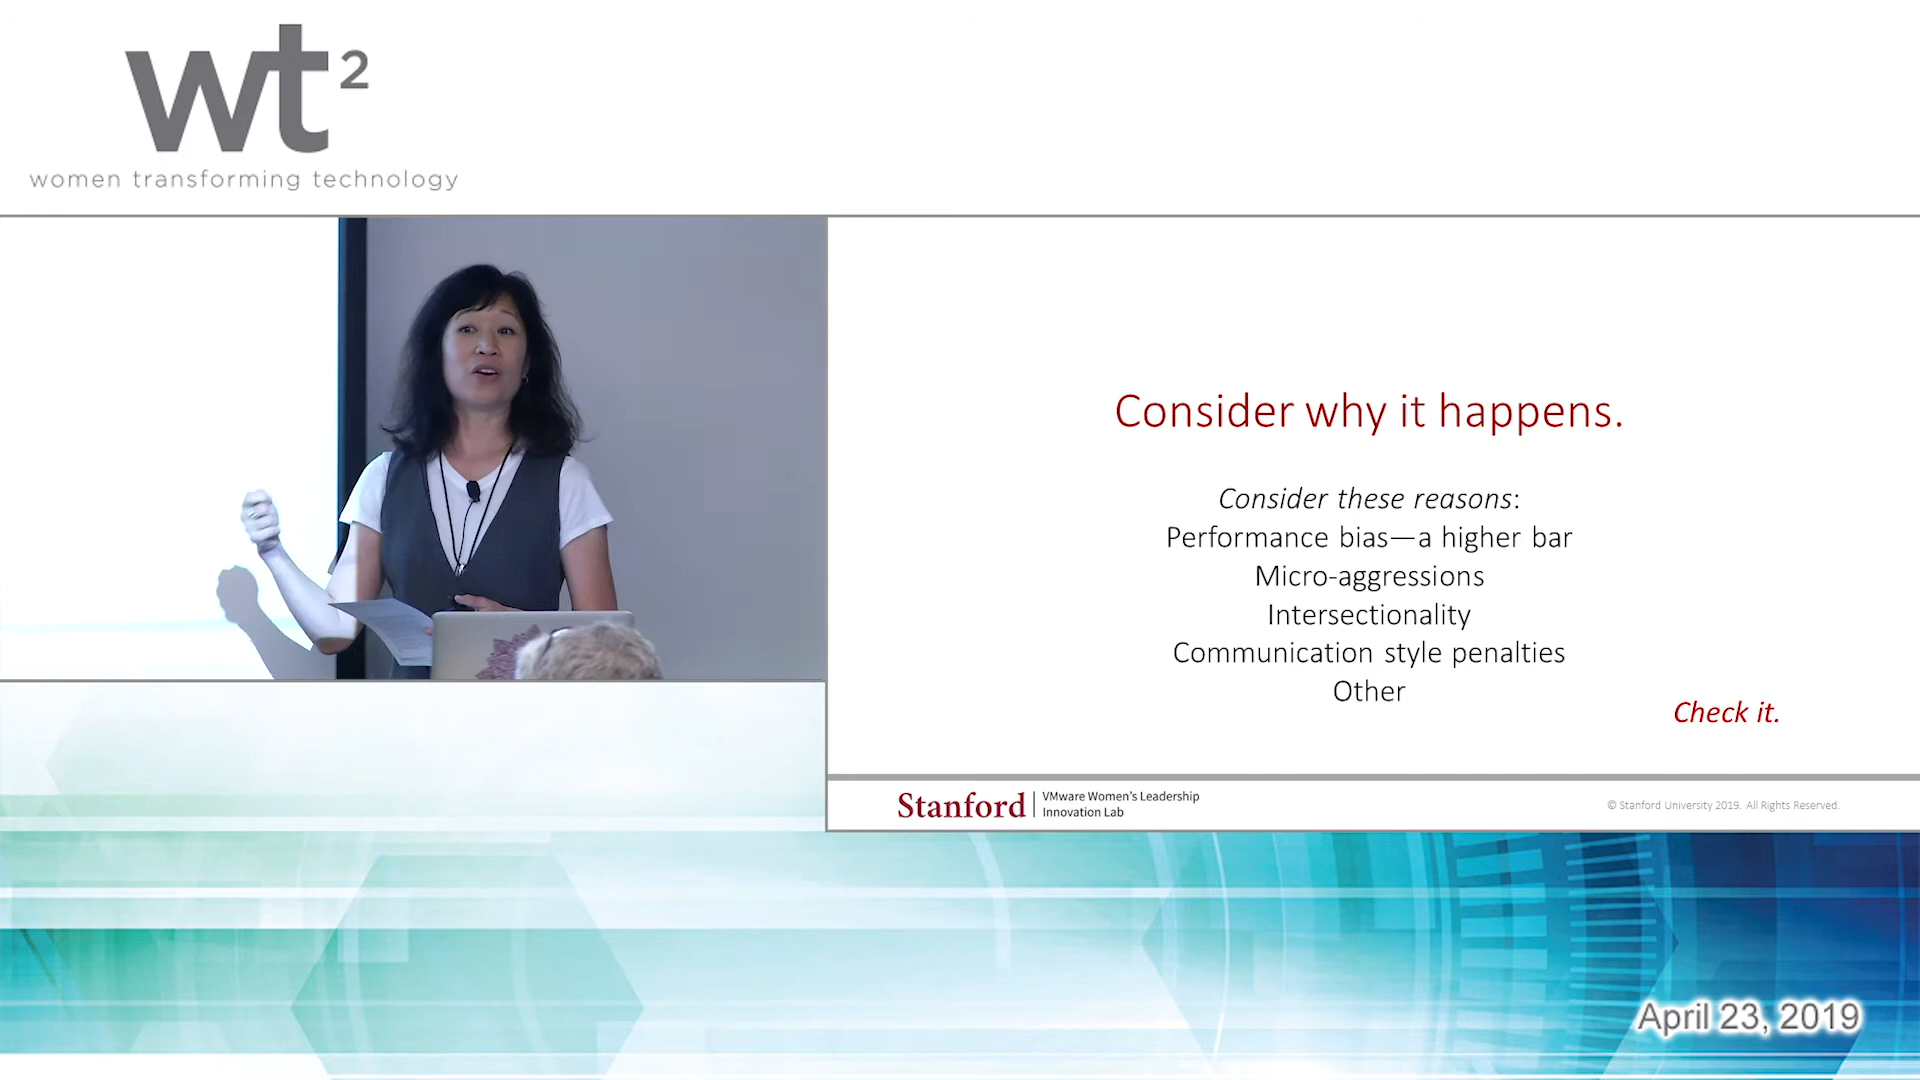 wt²
women transforming technology
Consider why it happens.
Consider these reasons:
Performance bias—a higher bar
Micro-aggressions
Intersectionality
Communication style penalties
Other
Check it.
Stanford
VMware Women's Leadership
Innovation Lab
© Stanford University 2019. All Rights Reserved.
April 23, 2019